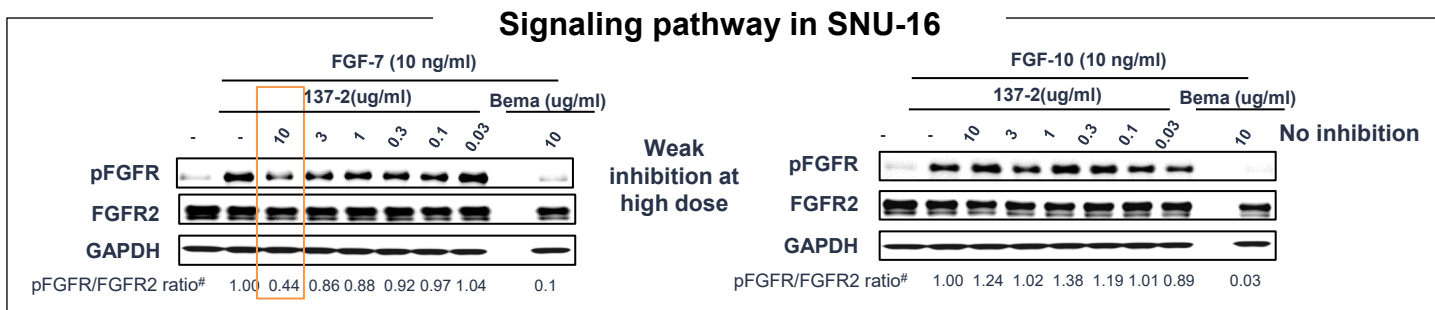 Signaling pathway in SNU-16
FGF-7 (10 ng/ml)
137-2(ug/ml)
Bema (ug/ml)
- - 10 3 1 0.3 0.1 0.03 10
pFGFR
FGFR2
GAPDH
pFGFR/FGFR2 ratio# 1.00 0.44 0.86 0.88 0.92 0.97 1.04 0.1
Weak
inhibition at
high dose
FGF-10 (10 ng/ml)
137-2(ug/ml)
Bema (ug/ml)
- - 10 3 1 0.3 0.1 0.03 10
No inhibition
pFGFR
FGFR2
GAPDH
pFGFR/FGFR2 ratio# 1.00 1.24 1.02 1.38 1.19 1.01 0.89 0.03